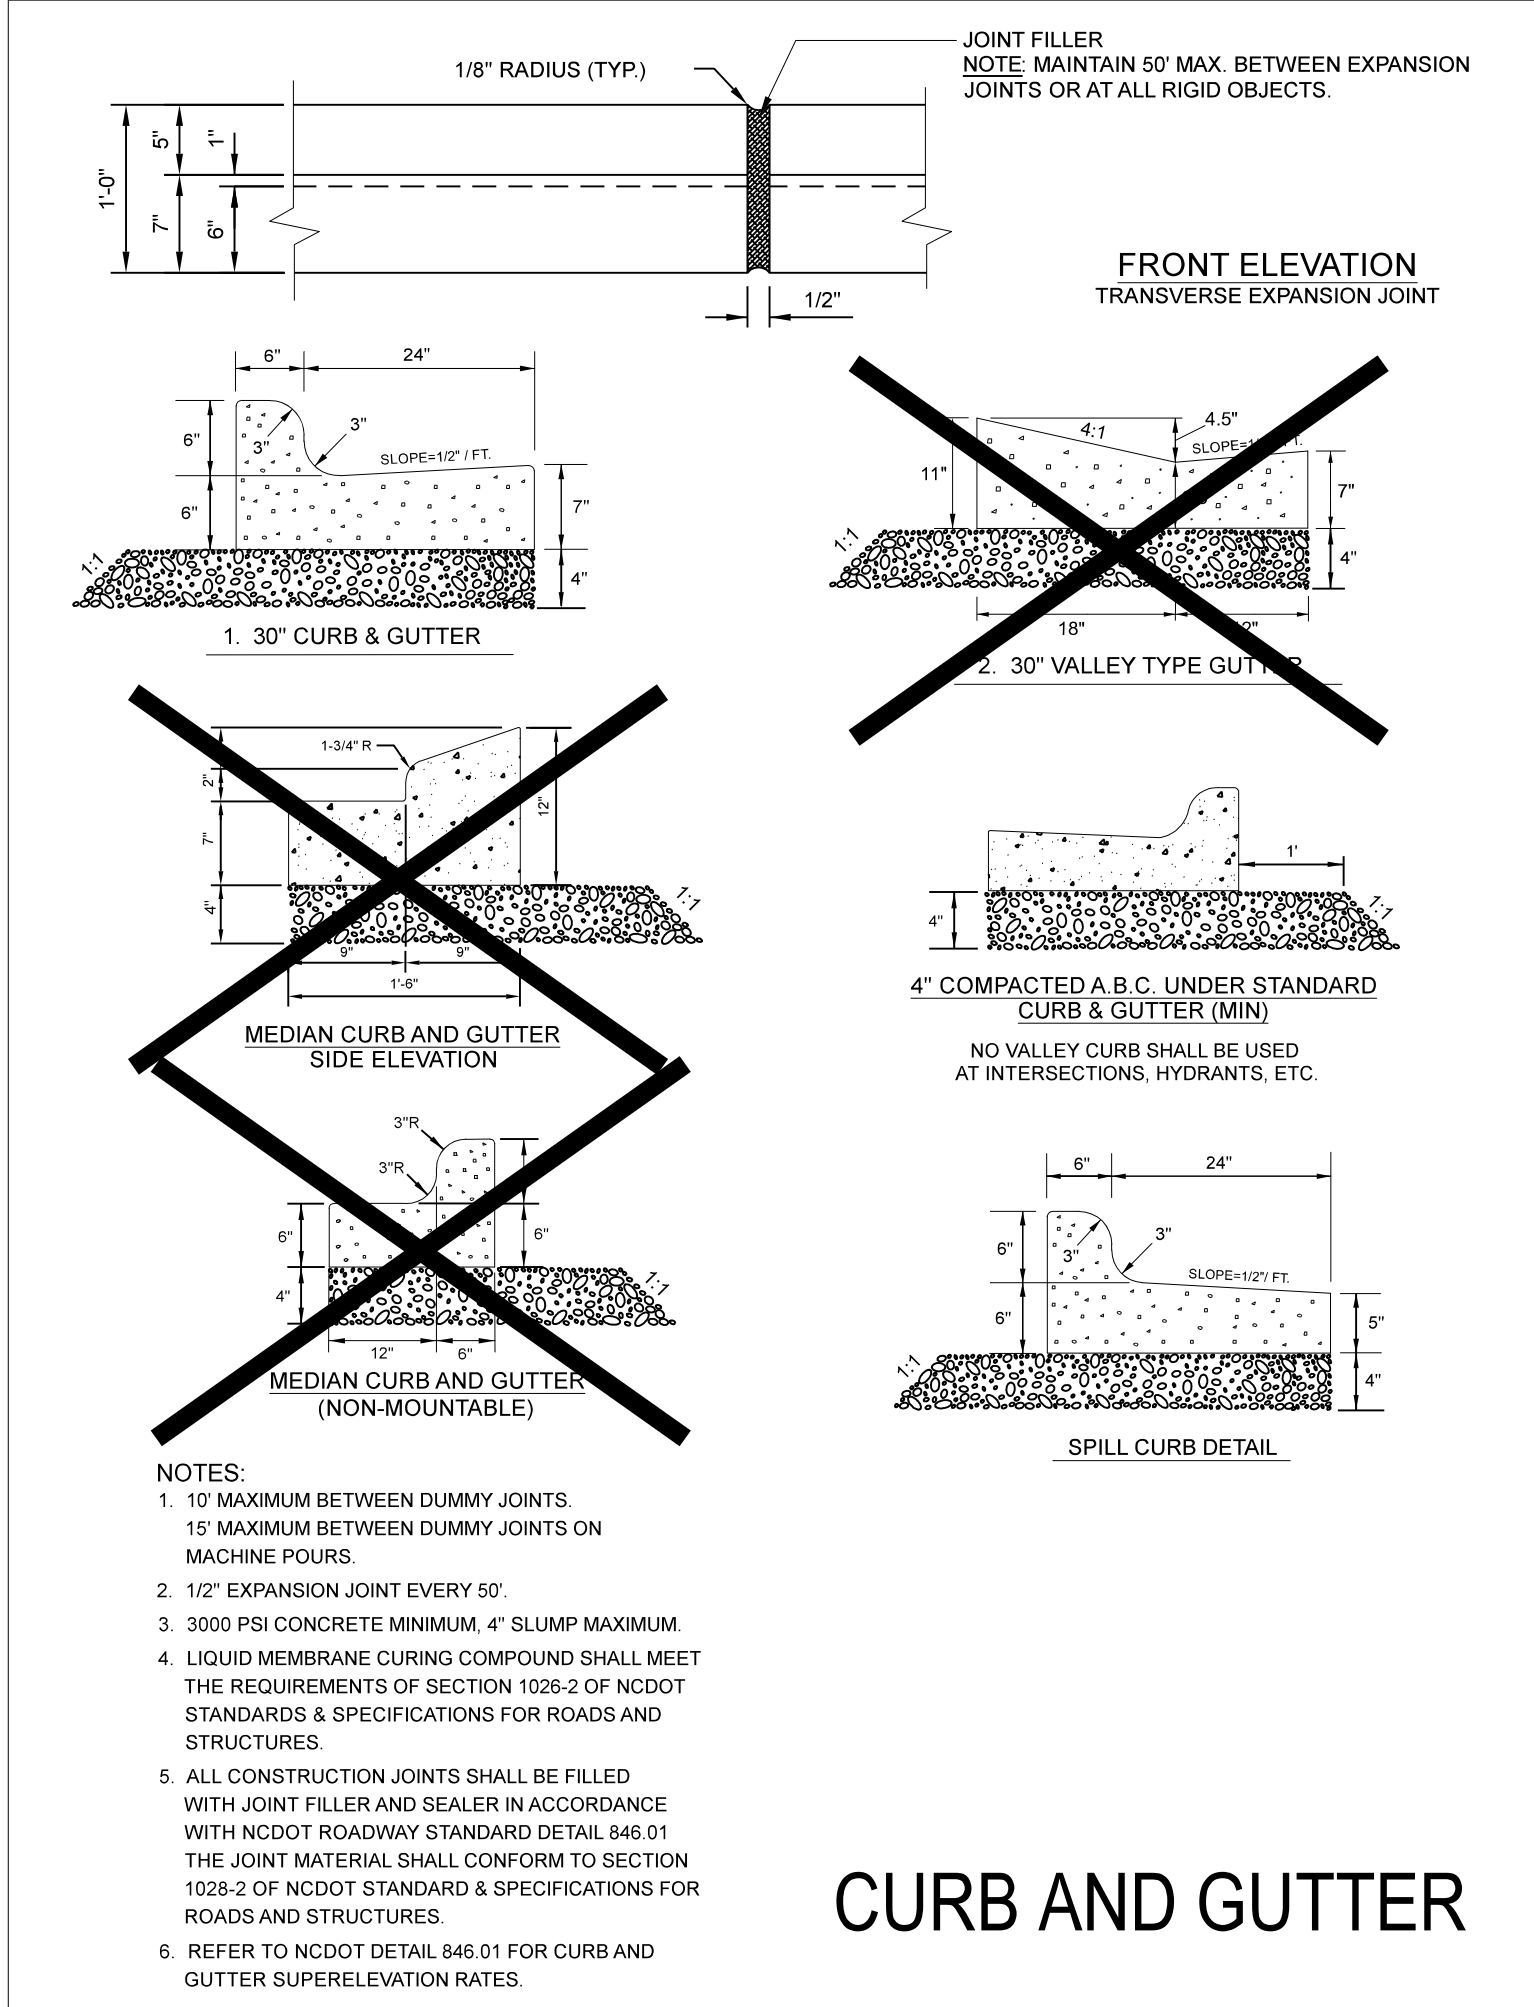 JOINT FILLER
1/8" RADIUS (TYP.)
NOTE: MAINTAIN 50' MAX. BETWEEN EXPANSION
JOINTS OR AT ALL RIGID OBJECTS.
1'-0"
5"
1"
7"
6"
1/2"
FRONT ELEVATION
TRANSVERSE EXPANSION JOINT
6"
24"
6"
3"
3"
SLOPE=1/2" / FT.
6"
7"
1:1
4"
1. 30" CURB & GUTTER
4:1
4.5"
11"
7"
1:1
4"
18"
2. 30" VALLEY TYPE GUTTER
1-3/4" R
2"
12"
7"
4"
1:1
9"
9"
1'-6"
MEDIAN CURB AND GUTTER
SIDE ELEVATION
1'
4"
1:1
4" COMPACTED A.B.C. UNDER STANDARD
CURB & GUTTER (MIN)
NO VALLEY CURB SHALL BE USED
AT INTERSECTIONS, HYDRANTS, ETC.
3"R
3"R
6"
6"
4"
1:1
12"
6"
MEDIAN CURB AND GUTTER
(NON-MOUNTABLE)
6"
24"
6"
3"
3"
SLOPE=1/2"/ FT.
6"
5"
1:1
4"
SPILL CURB DETAIL
NOTES:
1. 10' MAXIMUM BETWEEN DUMMY JOINTS.
15' MAXIMUM BETWEEN DUMMY JOINTS ON
MACHINE POURS.
2. 1/2" EXPANSION JOINT EVERY 50'.
3. 3000 PSI CONCRETE MINIMUM, 4" SLUMP MAXIMUM.
4. LIQUID MEMBRANE CURING COMPOUND SHALL MEET
THE REQUIREMENTS OF SECTION 1026-2 OF NCDOT
STANDARDS & SPECIFICATIONS FOR ROADS AND
STRUCTURES.
5. ALL CONSTRUCTION JOINTS SHALL BE FILLED
WITH JOINT FILLER AND SEALER IN ACCORDANCE
WITH NCDOT ROADWAY STANDARD DETAIL 846.01
THE JOINT MATERIAL SHALL CONFORM TO SECTION
1028-2 OF NCDOT STANDARD & SPECIFICATIONS FOR
ROADS AND STRUCTURES.
6. REFER TO NCDOT DETAIL 846.01 FOR CURB AND
GUTTER SUPERELEVATION RATES.
CURB AND GUTTER